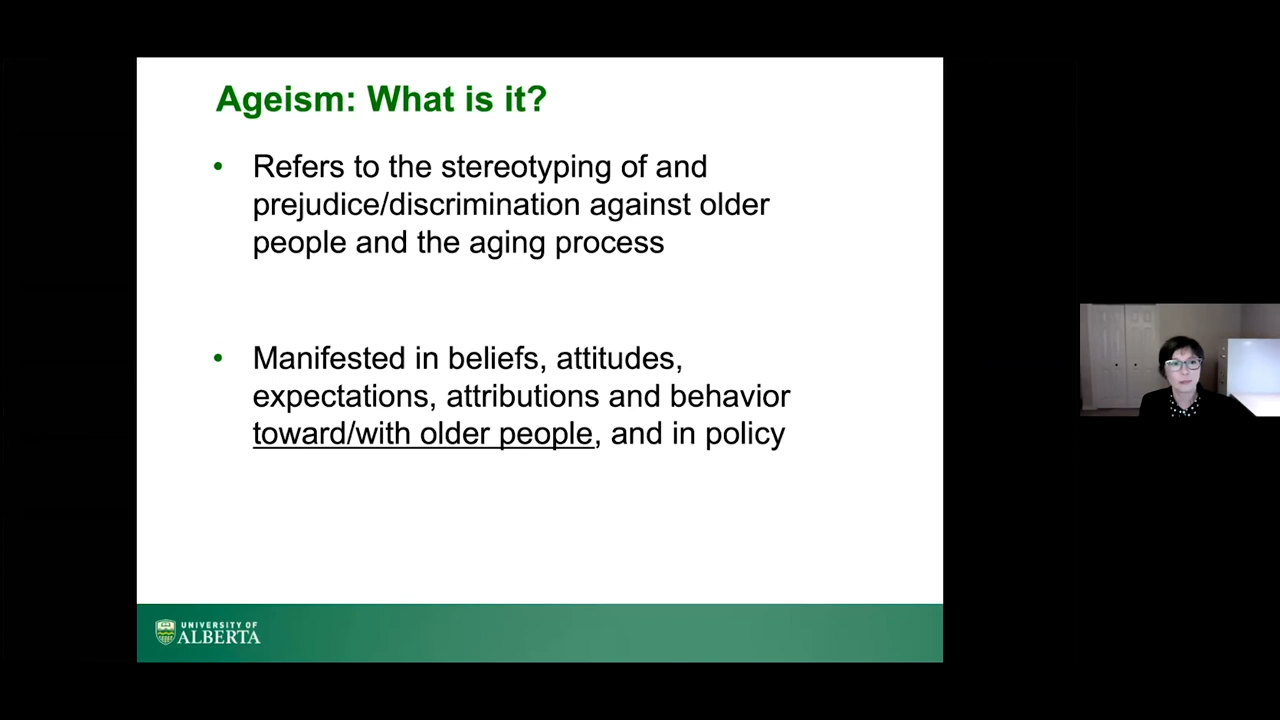 Ageism: What is it?
• Refers to the stereotyping of and
prejudice/discrimination against older
people and the aging process
• Manifested in beliefs, attitudes,
expectations, attributions and behavior
toward/with older people, and in policy
UNIVERSITY OF
ALBERTA